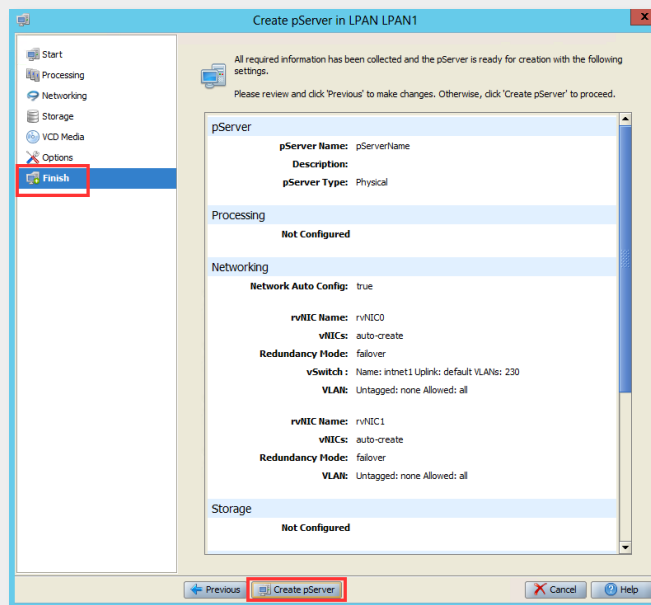 Create pServer in LPAN LPAN1
x
Start
Processing
Networking
Storage
VCD Media
Options
Finish
All required information has been collected and the pServer is ready for creation with the following
settings.
Please review and click 'Previous' to make changes. Otherwise, click 'Create pServer' to proceed.
pServer
pServer Name: pServerName
Description:
pServer Type: Physical
Processing
Not Configured
Networking
Network Auto Config: true
rvNIC Name: rvNIC0
vNICs: auto-create
Redundancy Mode: failover
vSwitch : Name: intnet1 Uplink: default VLANs: 230
VLAN: Untagged: none Allowed: all
rvNIC Name: rvNIC1
vNICs: auto-create
Redundancy Mode: failover
VLAN: Untagged: none Allowed: all
Storage
Not Configured
Previous Create pServer Cancel Help